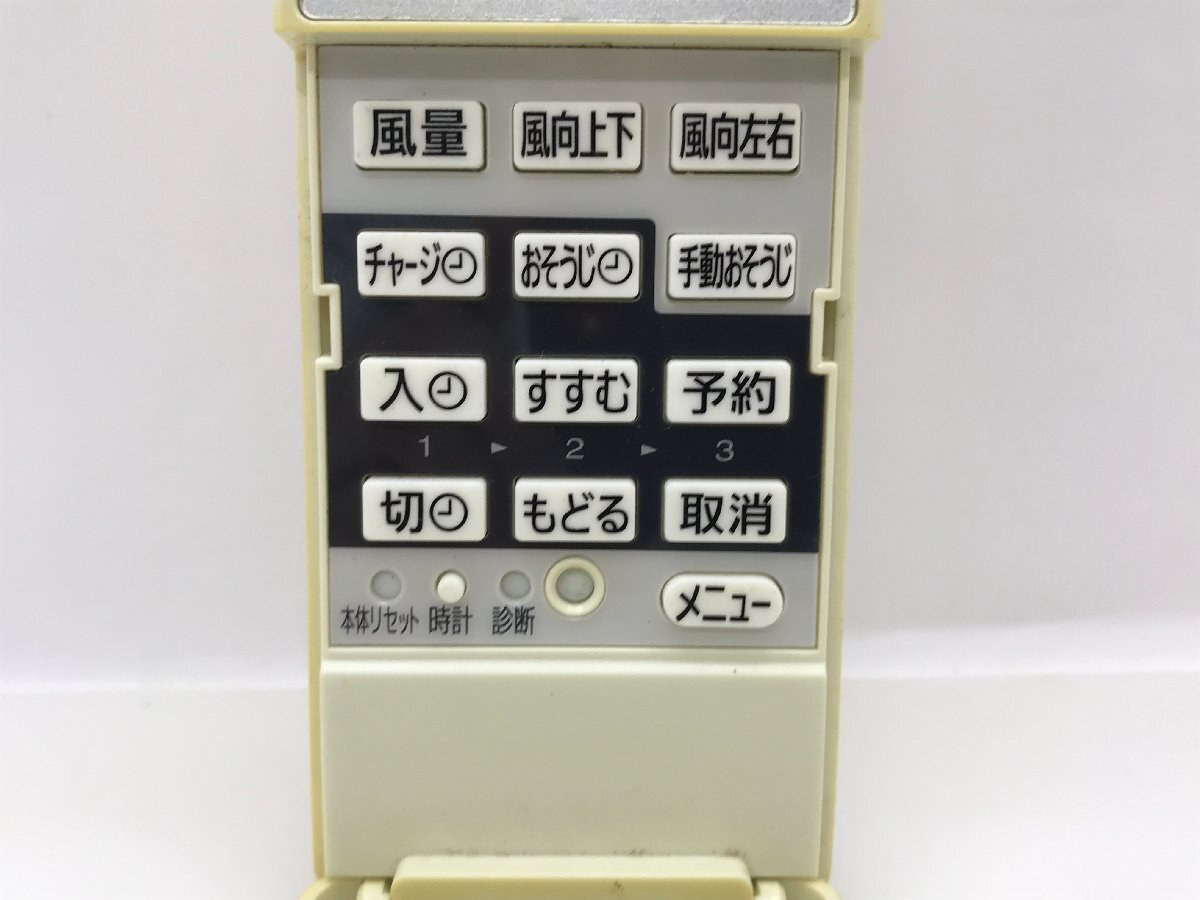 風量 風向上下 風向左右
チャージ おそうじ 手動おそうじ
入 すすむ 予約
1 ► 2 ► 3
切 もどる 取消
メニュー
本体リセット 時計 診断